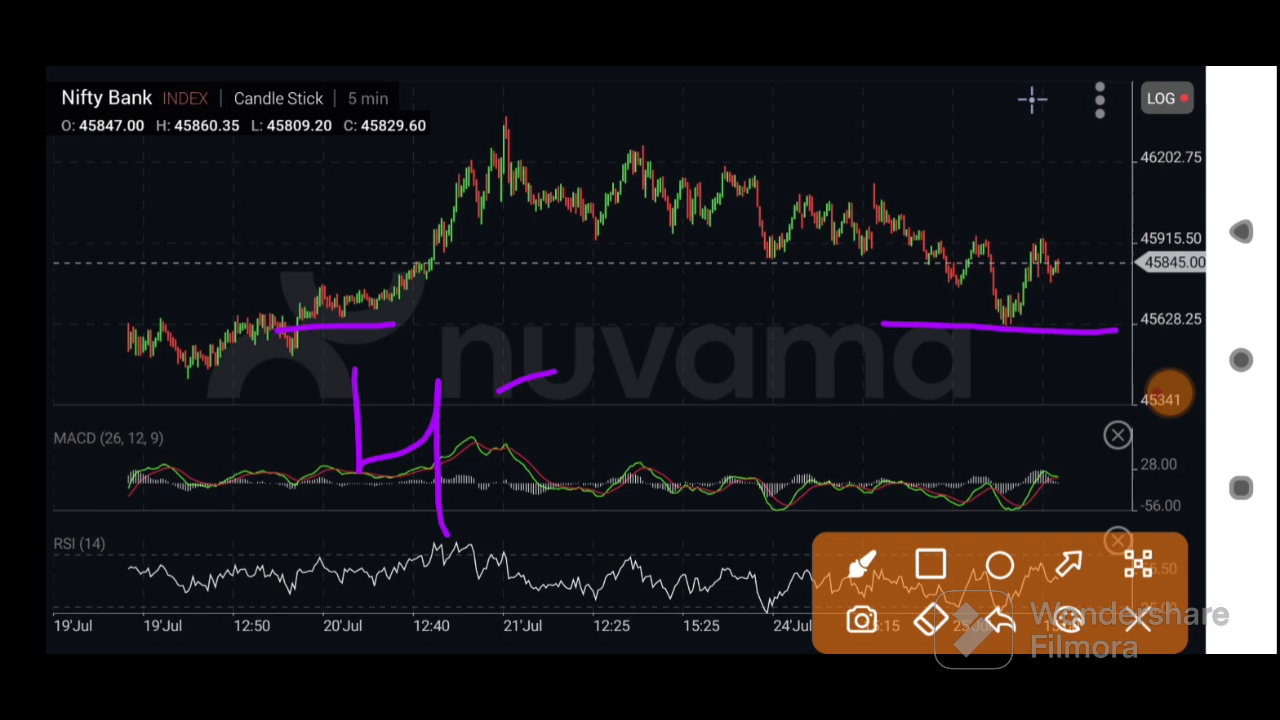 Nifty Bank INDEX | Candle Stick | 5 min
O: 45847.00 H: 45860.35 L: 45809.20 C: 45829.60
LOG
46202.75
45915.50
45845.00
45628.25
nuvama
45341
MACD (26, 12, 9)
28.00
-56.00
RSI (14)
19'Jul 19'Jul 12:50 20'Jul 12:40 21'Jul 12:25 15:25 24'Jul
Wondershare
Filmora